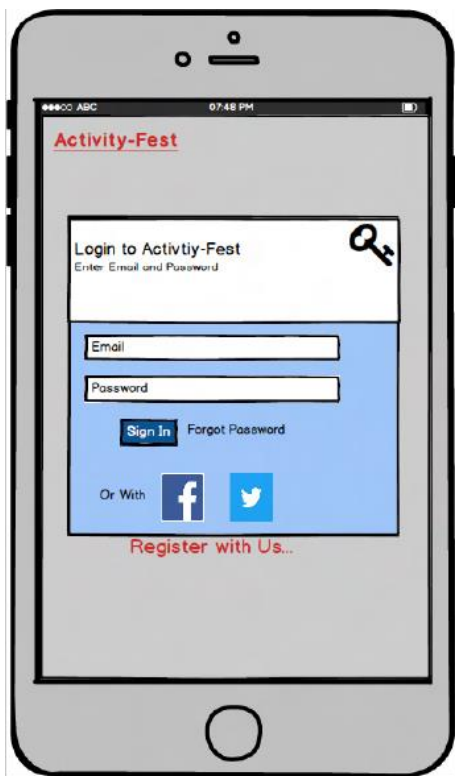 ABC 07:48 PM
Activity-Fest
Login to Activtiy-Fest
Enter Email and Password
Email
Password
Sign In Forgot Password
Or With f
Register with Us...